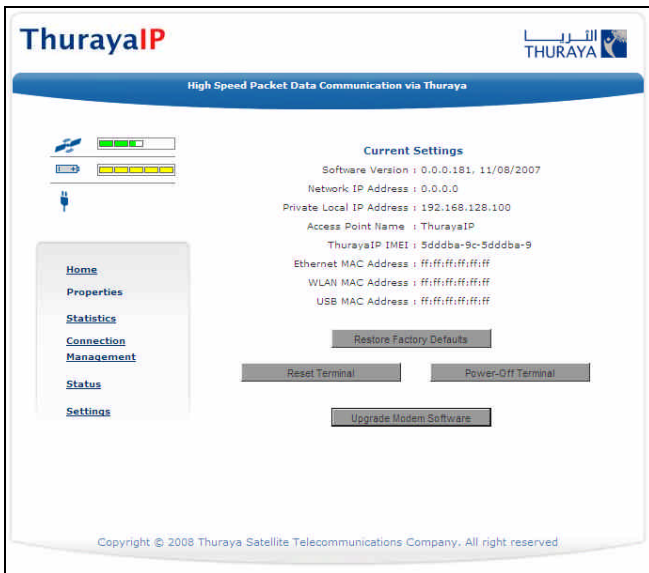 ThurayaIP
الثريا
THURAYA
High Speed Packet Data Communication via Thuraya
Current Settings
Software Version : 0.0.0.181, 11/08/2007
Network IP Address : 0.0.0.0
Private Local IP Address : 192.168.128.100
Access Point Name : ThurayaIP
ThurayaIP IMEI : 5dddba-9c-5dddba-9
Ethernet MAC Address : ff:ff:ff:ff:ff:ff
WLAN MAC Address : ff:ff:ff:ff:ff:ff
USB MAC Address : ff:ff:ff:ff:ff:ff
Restore Factory Defaults
Reset Terminal
Power-Off Terminal
Upgrade Modem Software
Home
Properties
Statistics
Connection
Management
Status
Settings
Copyright © 2008 Thuraya Satellite Telecommunications Company. All right reserved